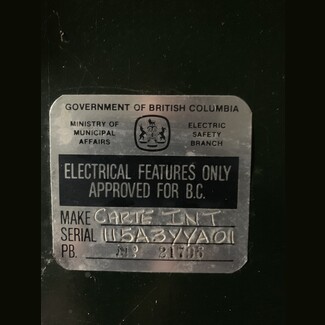 GOVERNMENT OF BRITISH COLUMBIA
MINISTRY OF MUNICIPAL AFFAIRS
ELECTRIC SAFETY BRANCH
ELECTRICAL FEATURES ONLY
APPROVED FOR B.C.
MAKE CARTE INT
SERIAL 115A3YYA01
PB.